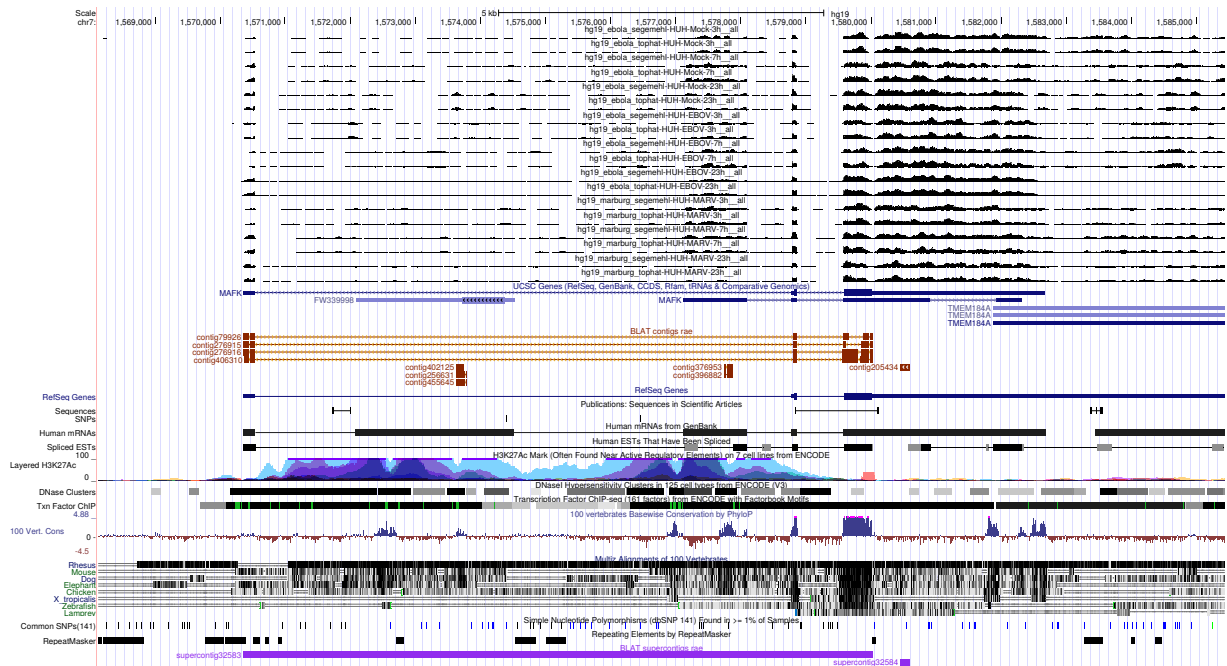 Scale 5 kb hg19
chr7: 1,569,000 1,570,000 1,571,000 1,572,000 1,573,000 1,574,000 1,575,000 1,576,000 1,577,000 1,578,000 1,579,000 1,580,000 1,581,000 1,582,000 1,583,000 1,584,000 1,585,000
hg19_ebola_segemehl-HUH-Mock-3h__all
hg19_ebola_tophat-HUH-Mock-3h__all
hg19_ebola_segemehl-HUH-Mock-7h__all
hg19_ebola_tophat-HUH-Mock-7h__all
hg19_ebola_segemehl-HUH-Mock-23h__all
hg19_ebola_tophat-HUH-Mock-23h__all
hg19_ebola_segemehl-HUH-EBOV-3h__all
hg19_ebola_tophat-HUH-EBOV-3h__all
hg19_ebola_segemehl-HUH-EBOV-7h__all
hg19_ebola_tophat-HUH-EBOV-7h__all
hg19_ebola_segemehl-HUH-EBOV-23h__all
hg19_ebola_tophat-HUH-EBOV-23h__all
hg19_marburg_segemehl-HUH-MARV-3h__all
hg19_marburg_tophat-HUH-MARV-3h__all
hg19_marburg_segemehl-HUH-MARV-7h__all
hg19_marburg_tophat-HUH-MARV-7h__all
hg19_marburg_segemehl-HUH-MARV-23h__all
hg19_marburg_tophat-HUH-MARV-23h__all
UCSC Genes (RefSeq, GenBank, CCDS, Rfam, tRNAs & Comparative Genomics)
MAFK
FW339998 MAFK
TMEM184A
TMEM184A
TMEM184A
BLAT contigs rae
contig79926
contig276915
contig276916
contig406310
contig402125 contig376953 contig205434
contig256631 contig396882
contig455645
RefSeq Genes
RefSeq Genes
Publications: Sequences in Scientific Articles
Sequences
SNPs
Human mRNAs from GenBank
Human mRNAs
Human ESTs That Have Been Spliced
Spliced ESTs
H3K27Ac Mark (Often Found Near Active Regulatory Elements) on 7 cell lines from ENCODE
100
Layered H3K27Ac
0
DNaseI Hypersensitivity Clusters in 125 cell types from ENCODE (V3)
DNase Clusters
Transcription Factor ChIP-seq (161 factors) from ENCODE with Factorbook Motifs
Txn Factor ChIP
100 vertebrates Basewise Conservation by PhyloP
4.88
100 Vert. Cons
0
-4.5
Multiz Alignments of 100 Vertebrates
Rhesus
Mouse
Dog
Elephant
Chicken
X_tropicalis
Zebrafish
Lamprey
Simple Nucleotide Polymorphisms (dbSNP 141) Found in >= 1% of Samples
Common SNPs(141)
Repeating Elements by RepeatMasker
RepeatMasker
BLAT supercontigs rae
supercontig32583
supercontig32584